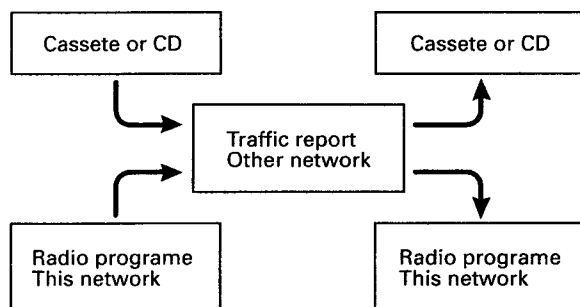 Cassete or CD
Cassete or CD
Traffic report
Other network
Radio programe
This network
Radio programe
This network